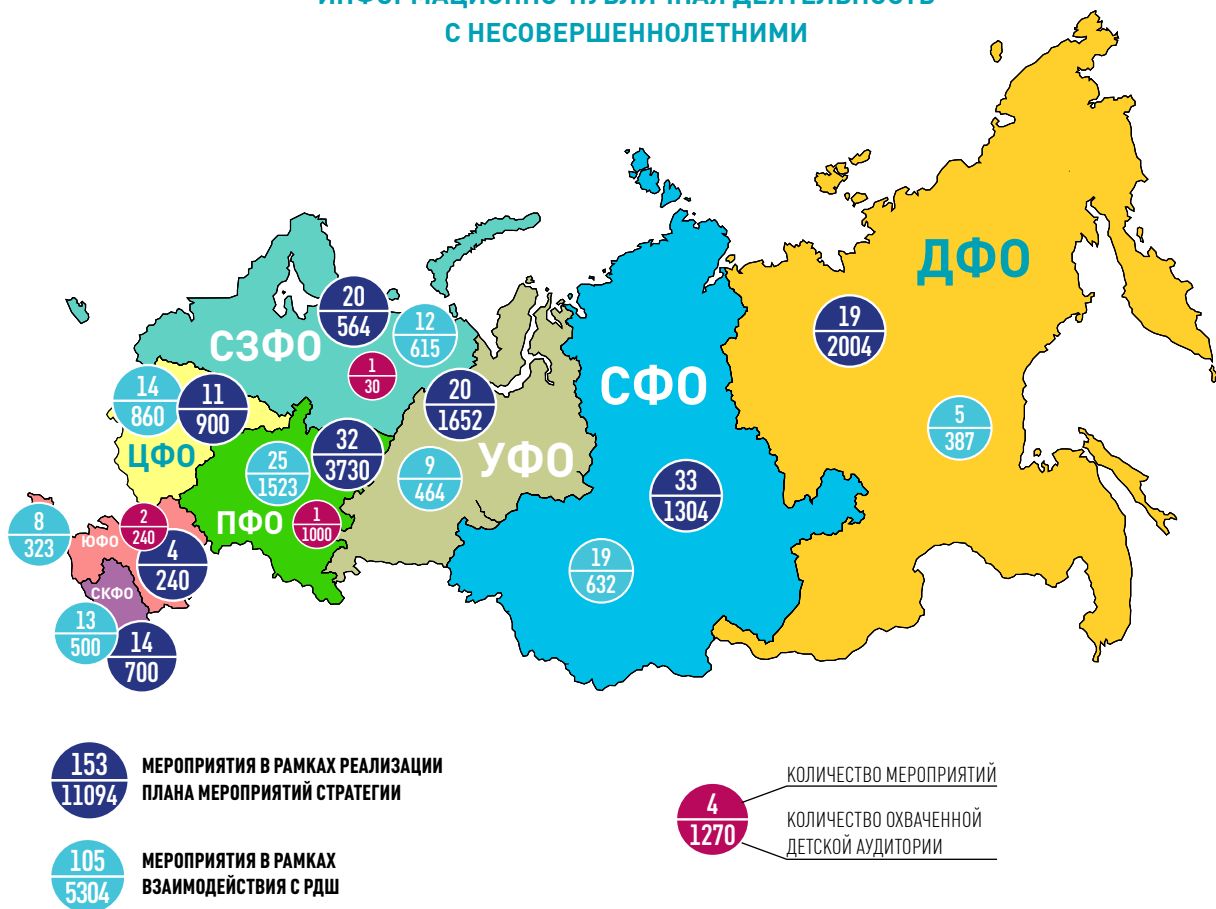 ИНФОРМАЦИОННО-ПУБЛИЧНАЯ ДЕЯТЕЛЬНОСТЬ
С НЕСОВЕРШЕННОЛЕТНИМИ
ДФО
19
2004
5
387
СФО
33
1304
19
632
СЗФО
20
564
12
615
1
30
УФО
20
1652
9
464
ЦФО
14
860
11
900
ПФО
32
3730
25
1523
1
1000
ЮФО
8
323
2
240
4
240
СКФО
13
500
14
700
153
11094
МЕРОПРИЯТИЯ В РАМКАХ РЕАЛИЗАЦИИ
ПЛАНА МЕРОПРИЯТИЙ СТРАТЕГИИ
105
5304
МЕРОПРИЯТИЯ В РАМКАХ
ВЗАИМОДЕЙСТВИЯ С РДШ
4
1270
КОЛИЧЕСТВО МЕРОПРИЯТИЙ
КОЛИЧЕСТВО ОХВАЧЕННОЙ
ДЕТСКОЙ АУДИТОРИИ